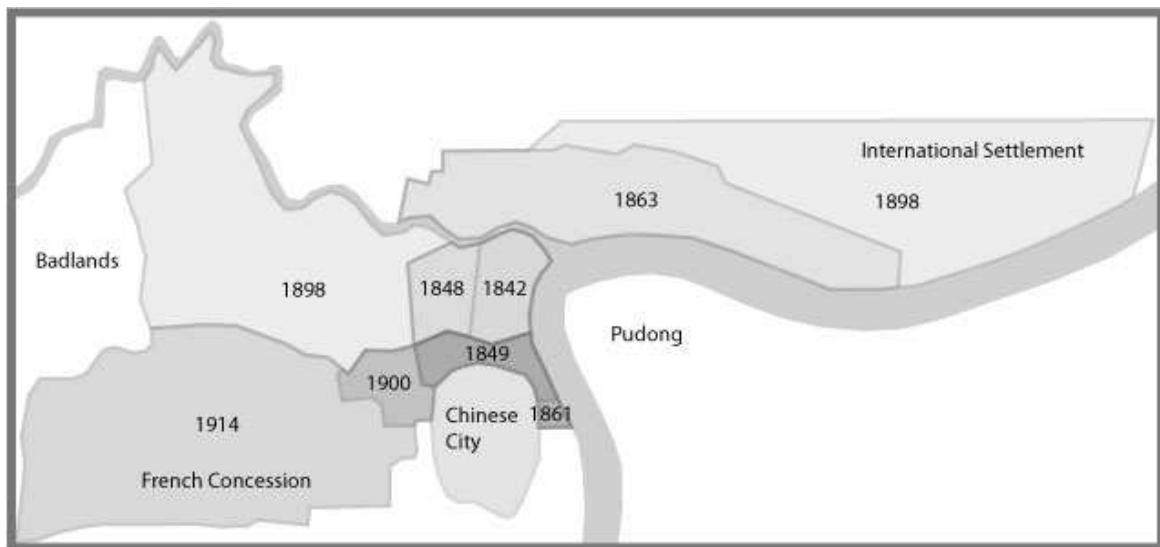 International Settlement
1863
1898
Badlands
1898
1848
1842
Pudong
1849
1900
Chinese
City
1861
1914
French Concession